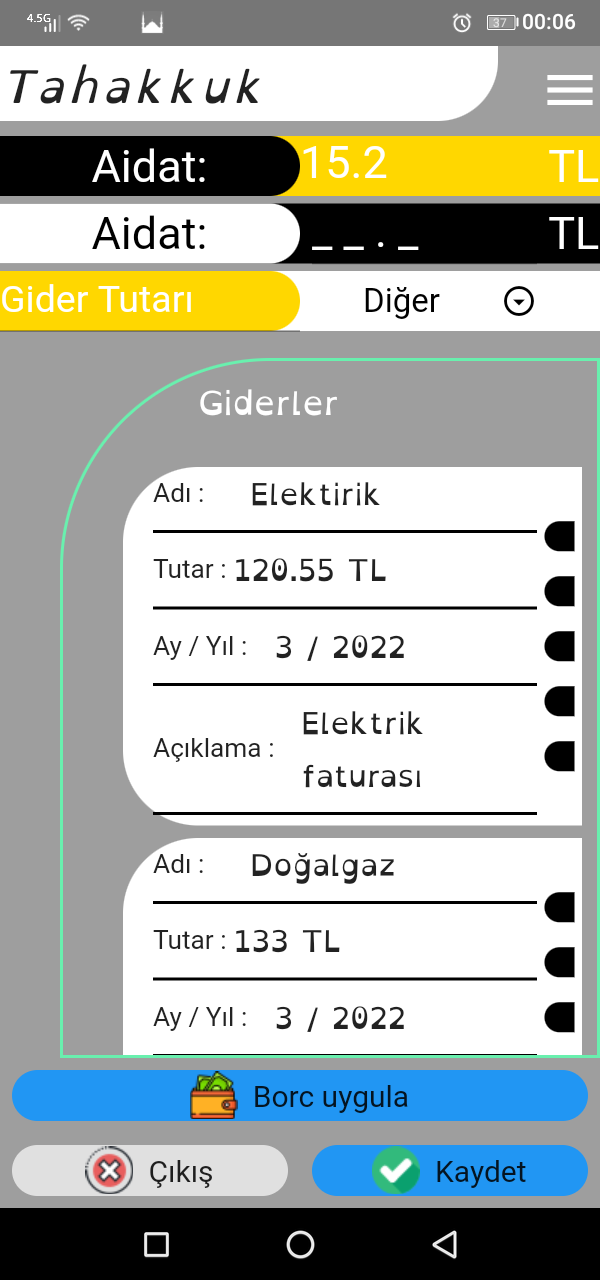 4.5G 37 00:06
Tahakkuk
Aidat: 15.2 TL
Aidat: _ _ . _ TL
Gider Tutarı Diğer
Giderler
Adı : Elektirik
Tutar : 120.55 TL
Ay / Yıl : 3 / 2022
Açıklama : Elektrik
faturası
Adı : Doğalgaz
Tutar : 133 TL
Ay / Yıl : 3 / 2022
Borc uygula
Çıkış Kaydet